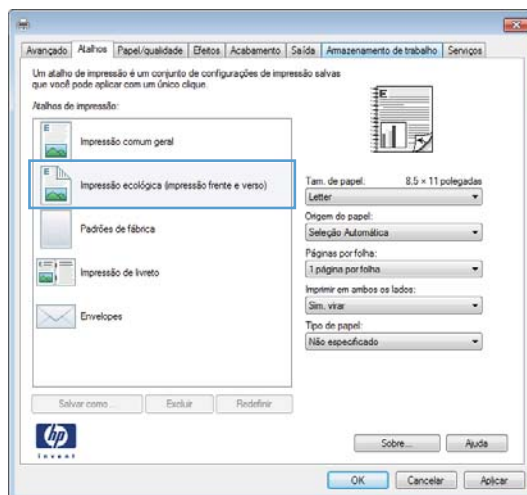 Avançado Atalhos Papel/qualidade Efeitos Acabamento Saída Armazenamento de trabalho Serviços
Um atalho de impressão é um conjunto de configurações de impressão salvas
que você pode aplicar com um único clique.
Atalhos de impressão:
Impressão comum geral
Impressão ecológica (impressão frente e verso)
Padrões de fábrica
Impressão de livreto
Envelopes
Tam. de papel: 8.5 × 11 polegadas
Letter
Origem do papel:
Seleção Automática
Páginas por folha:
1 página por folha
Imprimir em ambos os lados:
Sim, virar
Tipo de papel:
Não especificado
Salvar como... Excluir Redefinir
hp
invent
Sobre... Ajuda
OK Cancelar Aplicar